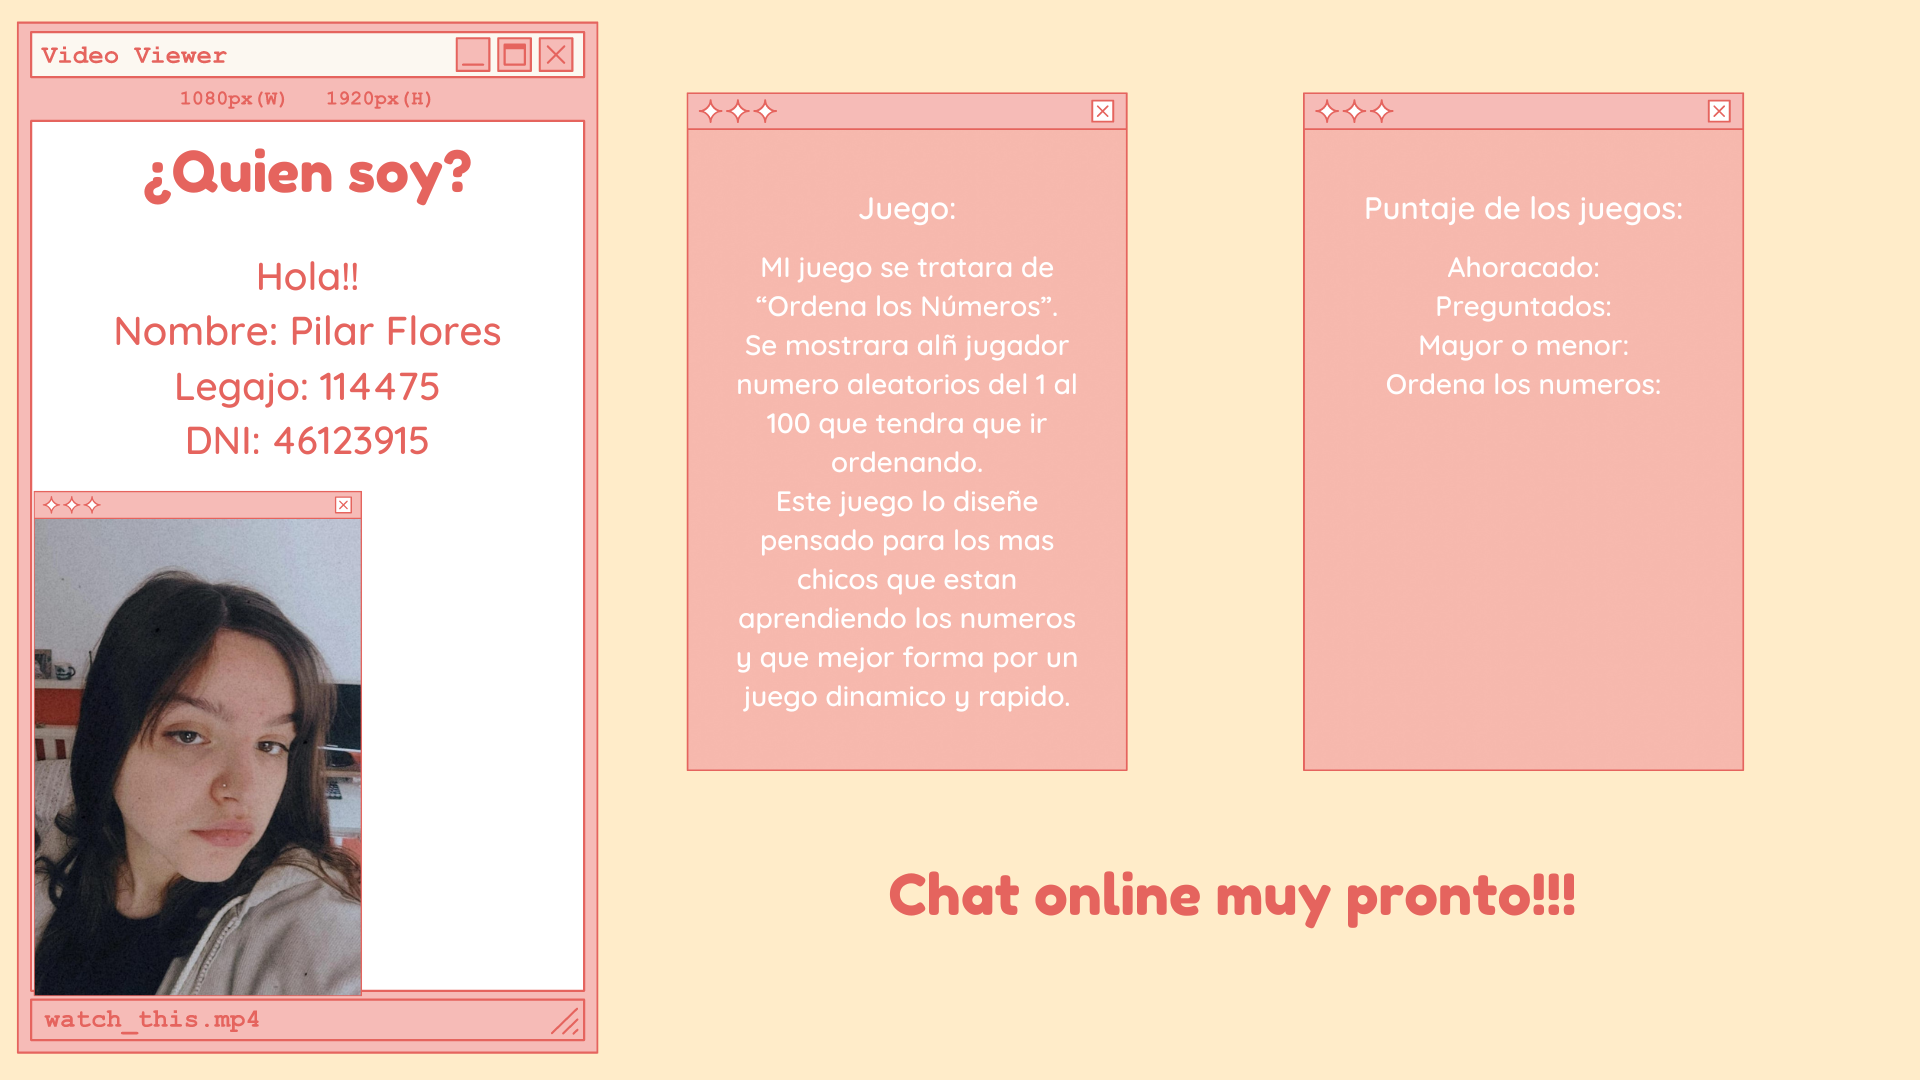 Video Viewer
1080px(W) 1920px(H)
¿Quien soy?
Hola!!
Nombre: Pilar Flores
Legajo: 114475
DNI: 46123915
watch_this.mp4
Juego:
MI juego se tratara de
“Ordena los Números”.
Se mostrara alñ jugador
numero aleatorios del 1 al
100 que tendra que ir
ordenando.
Este juego lo diseñe
pensado para los mas
chicos que estan
aprendiendo los numeros
y que mejor forma por un
juego dinamico y rapido.
Puntaje de los juegos:
Ahoracado:
Preguntados:
Mayor o menor:
Ordena los numeros:
Chat online muy pronto!!!